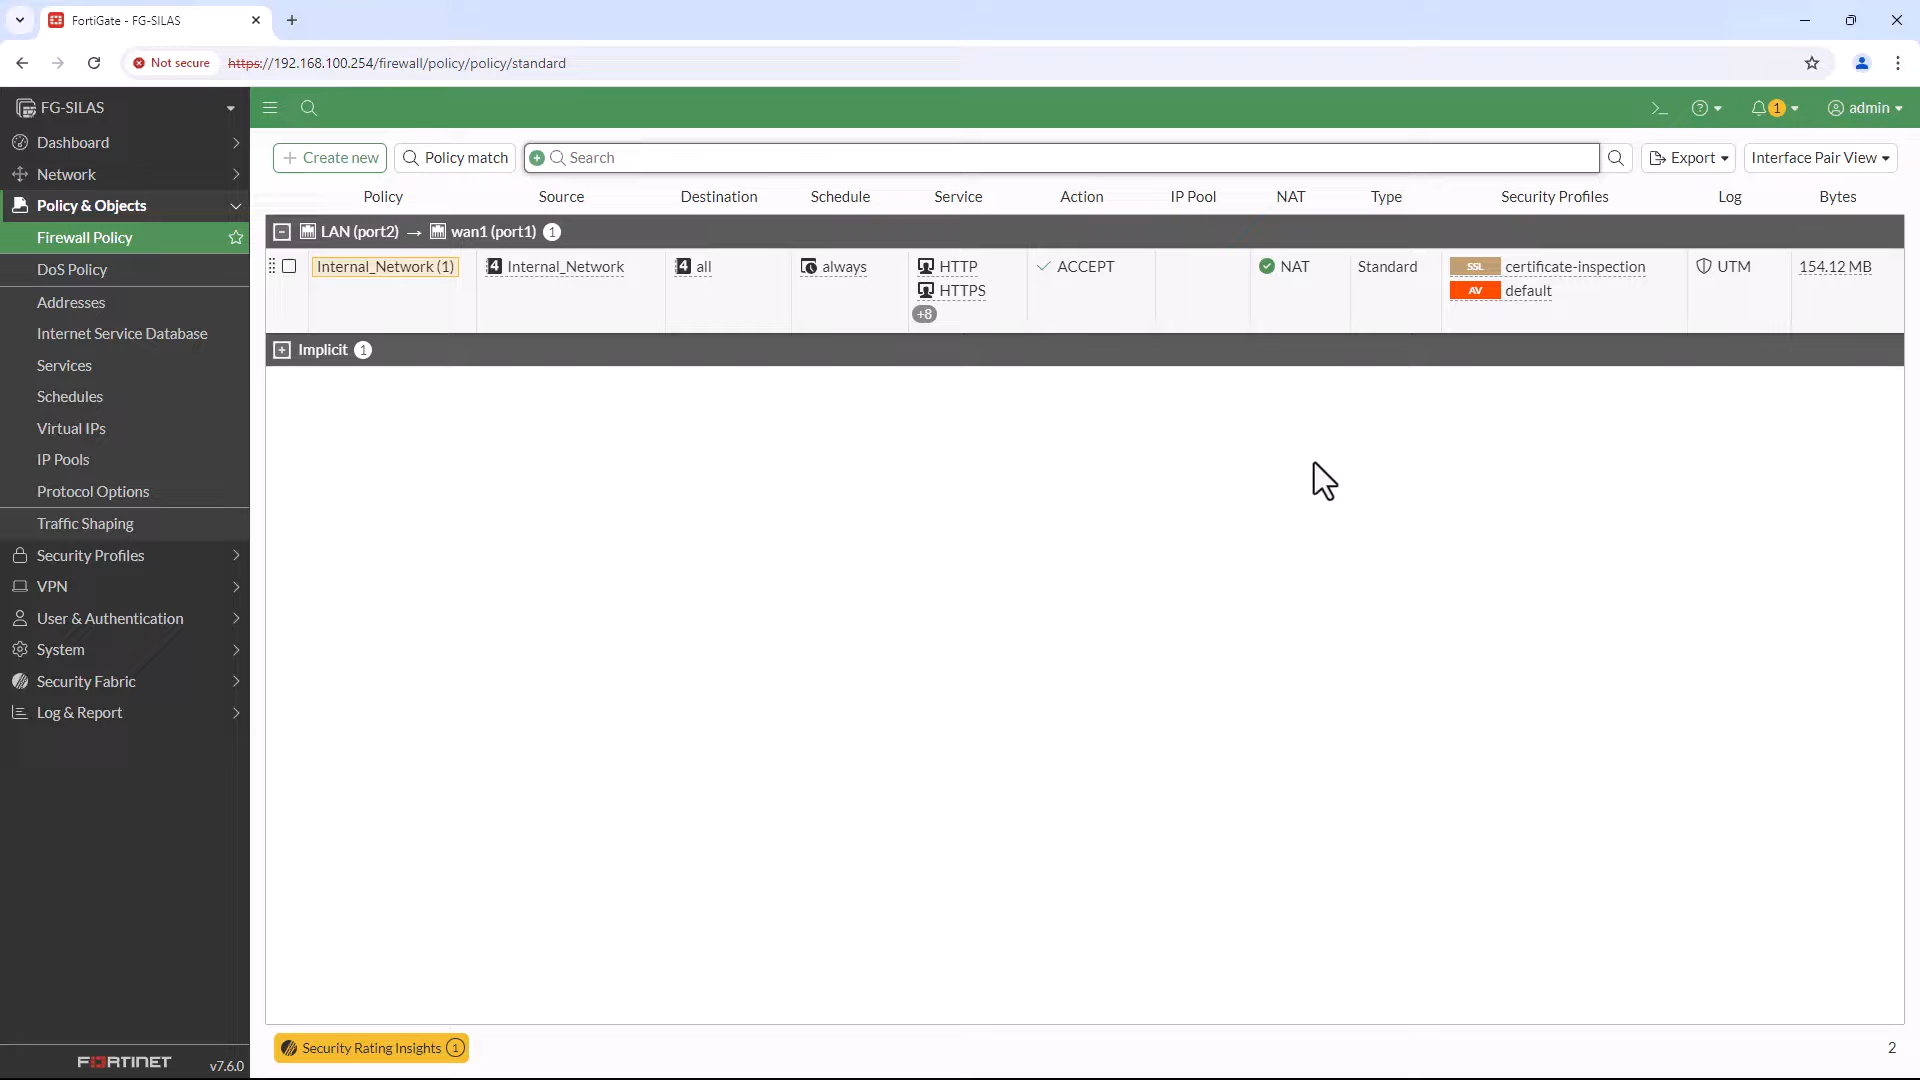 FortiGate - FG-SILAS
Not secure https://192.168.100.254/firewall/policy/policy/standard
FG-SILAS
1
admin
Dashboard
Network
Policy & Objects
Firewall Policy
DoS Policy
Addresses
Internet Service Database
Services
Schedules
Virtual IPs
IP Pools
Protocol Options
Traffic Shaping
Security Profiles
VPN
User & Authentication
System
Security Fabric
Log & Report
FORTINET v7.6.0
Create new Policy match Search Export Interface Pair View
Policy Source Destination Schedule Service Action IP Pool NAT Type Security Profiles Log Bytes
LAN (port2) → wan1 (port1) 1
Internal_Network (1) 4 Internal_Network 4 all always HTTP ACCEPT NAT Standard SSL certificate-inspection UTM 154.12 MB
HTTPS AV default
+8
Implicit 1
Security Rating Insights 1
2